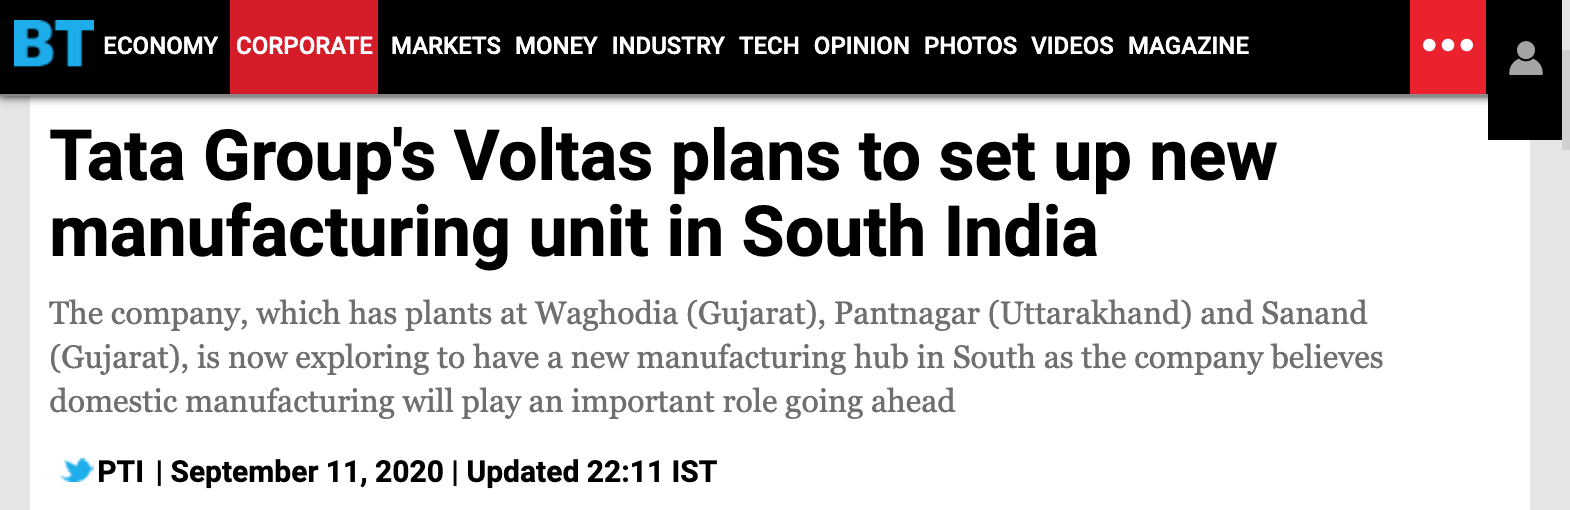 BT ECONOMY CORPORATE MARKETS MONEY INDUSTRY TECH OPINION PHOTOS VIDEOS MAGAZINE
Tata Group's Voltas plans to set up new
manufacturing unit in South India
The company, which has plants at Waghodia (Gujarat), Pantnagar (Uttarakhand) and Sanand
(Gujarat), is now exploring to have a new manufacturing hub in South as the company believes
domestic manufacturing will play an important role going ahead
PTI | September 11, 2020 | Updated 22:11 IST